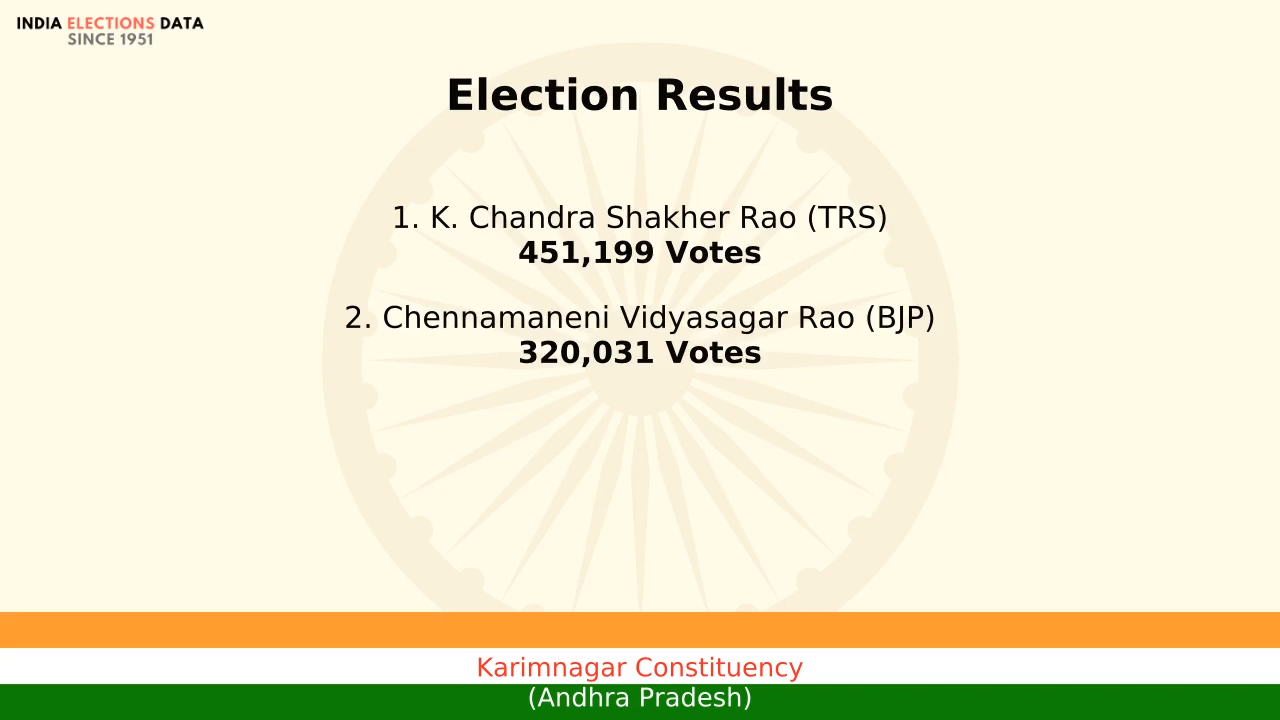 INDIA ELECTIONS DATA
SINCE 1951
Election Results
1. K. Chandra Shakher Rao (TRS)
451,199 Votes
2. Chennamaneni Vidyasagar Rao (BJP)
320,031 Votes
Karimnagar Constituency
(Andhra Pradesh)